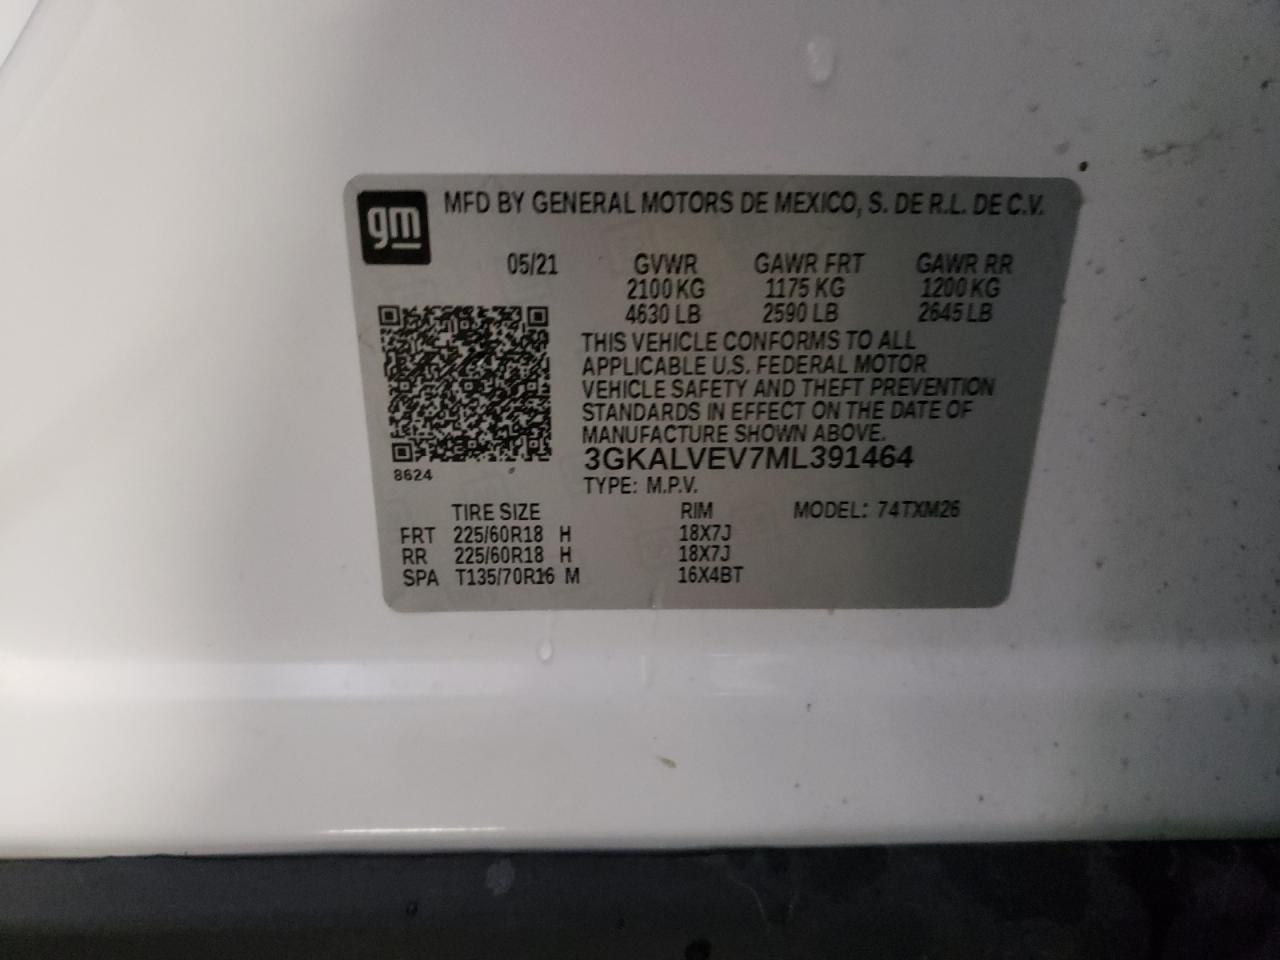 gm
MFD BY GENERAL MOTORS DE MEXICO, S. DE R.L. DE C.V.
05/21 GVWR GAWR FRT GAWR RR
2100 KG 1175 KG 1200 KG
4630 LB 2590 LB 2645 LB
THIS VEHICLE CONFORMS TO ALL
APPLICABLE U.S. FEDERAL MOTOR
VEHICLE SAFETY AND THEFT PREVENTION
STANDARDS IN EFFECT ON THE DATE OF
MANUFACTURE SHOWN ABOVE.
3GKALVEV7ML391464
8624
TYPE: M.P.V.
TIRE SIZE RIM MODEL: 74TXM26
FRT 225/60R18 H 18X7J
RR 225/60R18 H 18X7J
SPA T135/70R16 M 16X4BT